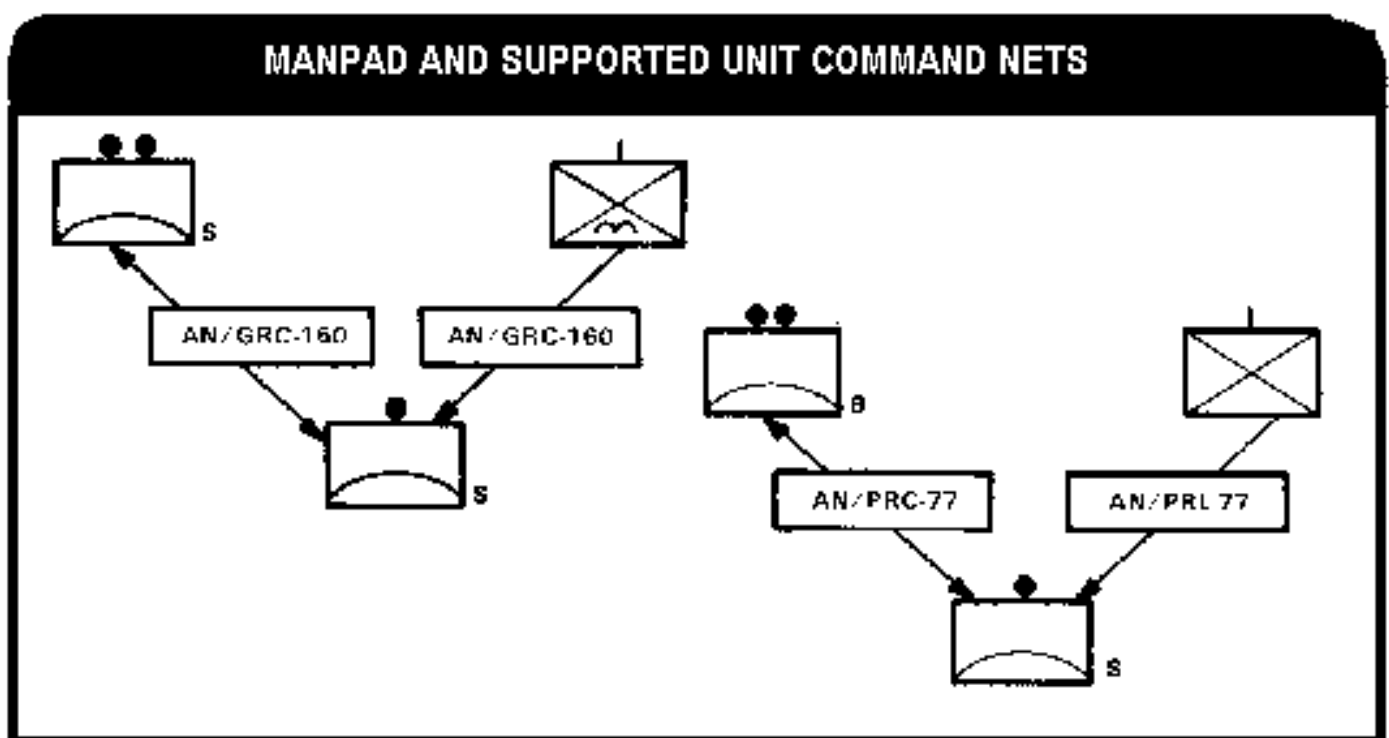 MANPAD AND SUPPORTED UNIT COMMAND NETS
S
AN/GRC-160
AN/GRC-160
S
B
AN/PRC-77
AN/PRL 77
S